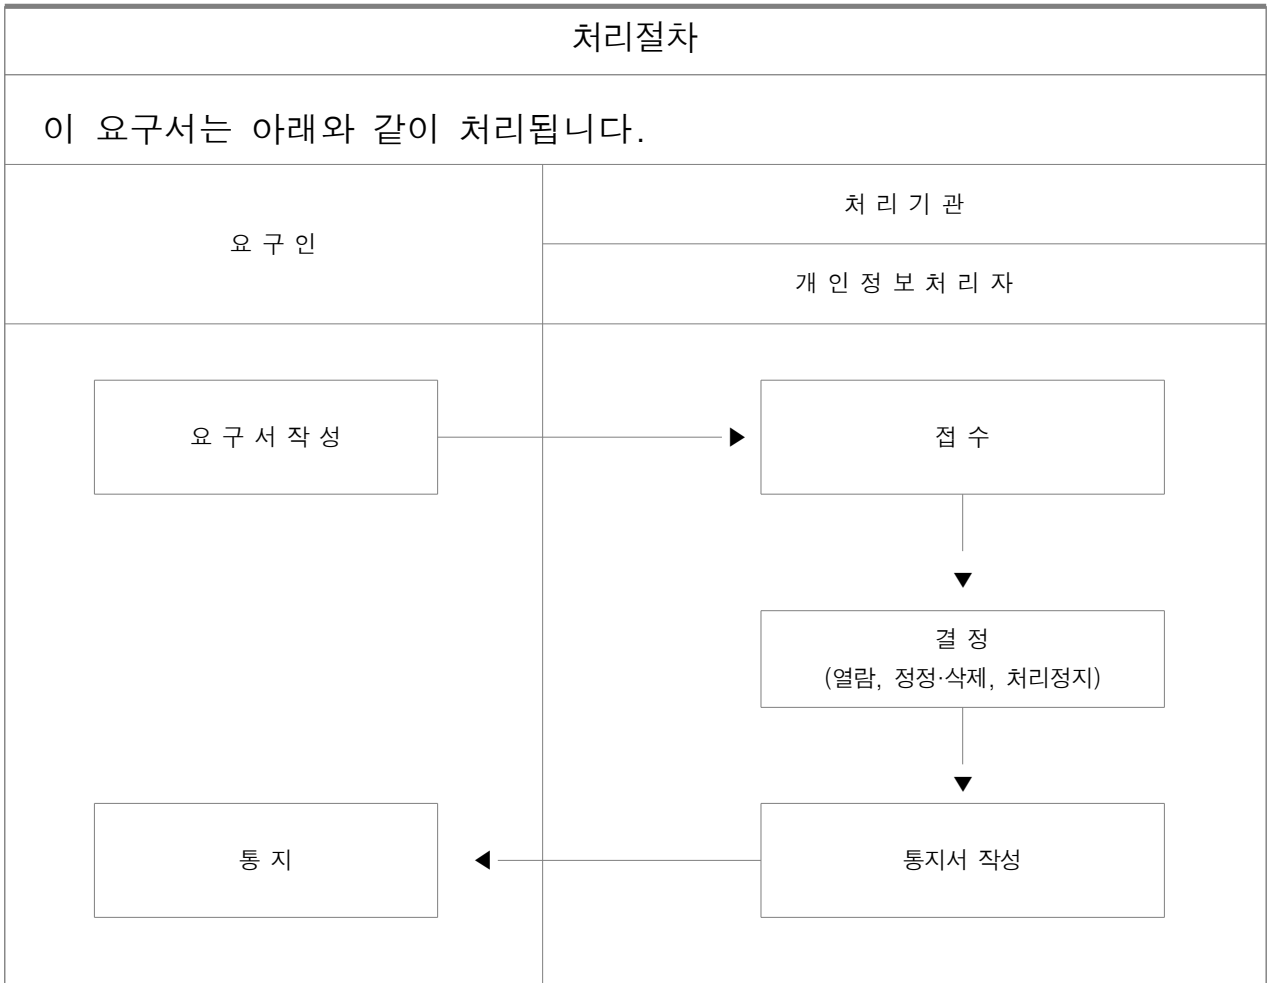 처리절차
이 요구서는 아래와 같이 처리됩니다.
요 구 인
처 리 기 관
개 인 정 보 처 리 자
요 구 서 작 성
접 수
결 정
(열람, 정정·삭제, 처리정지)
통 지
통지서 작성